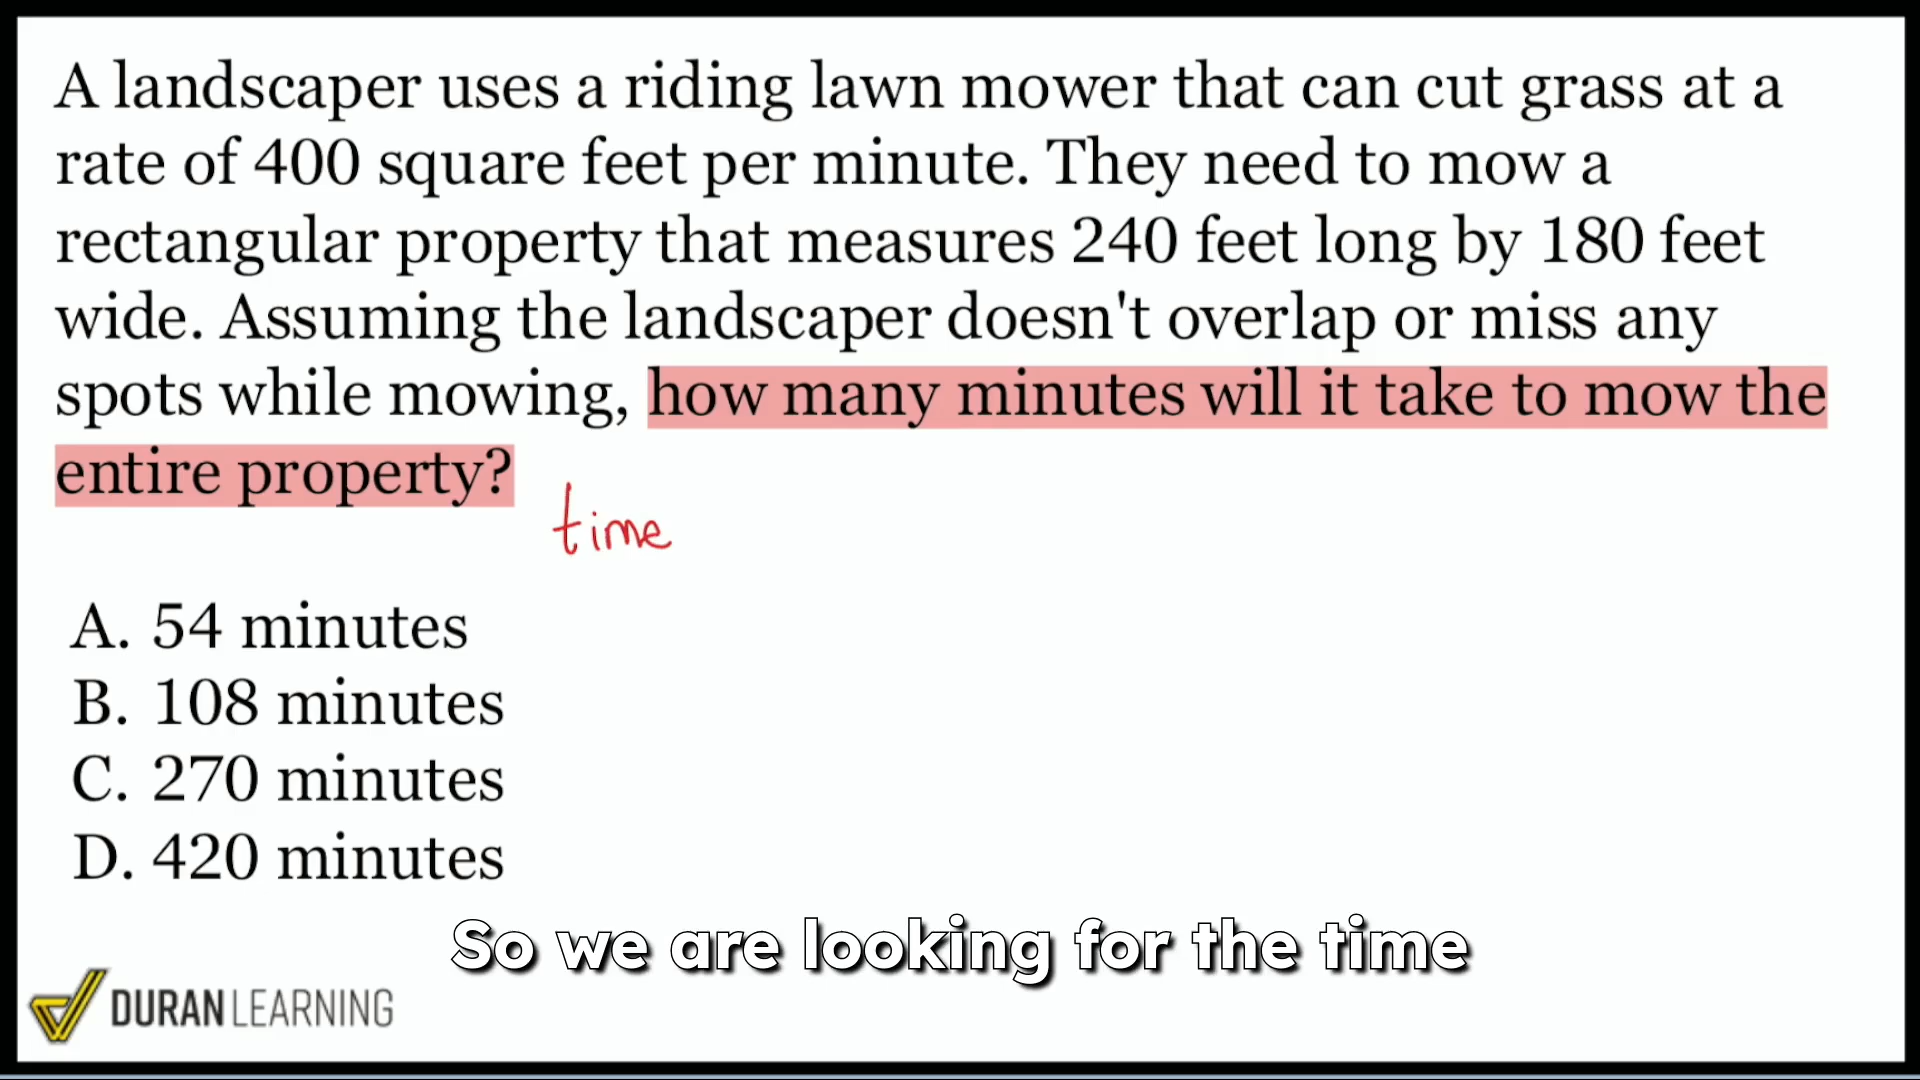 A landscaper uses a riding lawn mower that can cut grass at a
rate of 400 square feet per minute. They need to mow a
rectangular property that measures 240 feet long by 180 feet
wide. Assuming the landscaper doesn't overlap or miss any
spots while mowing, how many minutes will it take to mow the
entire property?
time
A. 54 minutes
B. 108 minutes
C. 270 minutes
D. 420 minutes
So we are looking for the time
DURAN LEARNING